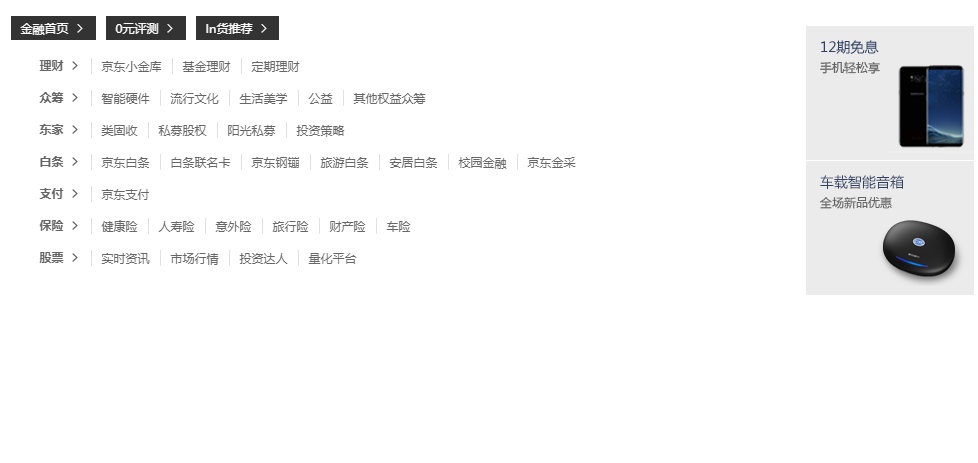 金融首页 0元评测 In货推荐
理财 京东小金库 基金理财 定期理财
众筹 智能硬件 流行文化 生活美学 公益 其他权益众筹
东家 类固收 私募股权 阳光私募 投资策略
白条 京东白条 白条联名卡 京东钢镚 旅游白条 安居白条 校园金融 京东金采
支付 京东支付
保险 健康险 人寿险 意外险 旅行险 财产险 车险
股票 实时资讯 市场行情 投资达人 量化平台
12期免息
手机轻松享
车载智能音箱
全场新品优惠